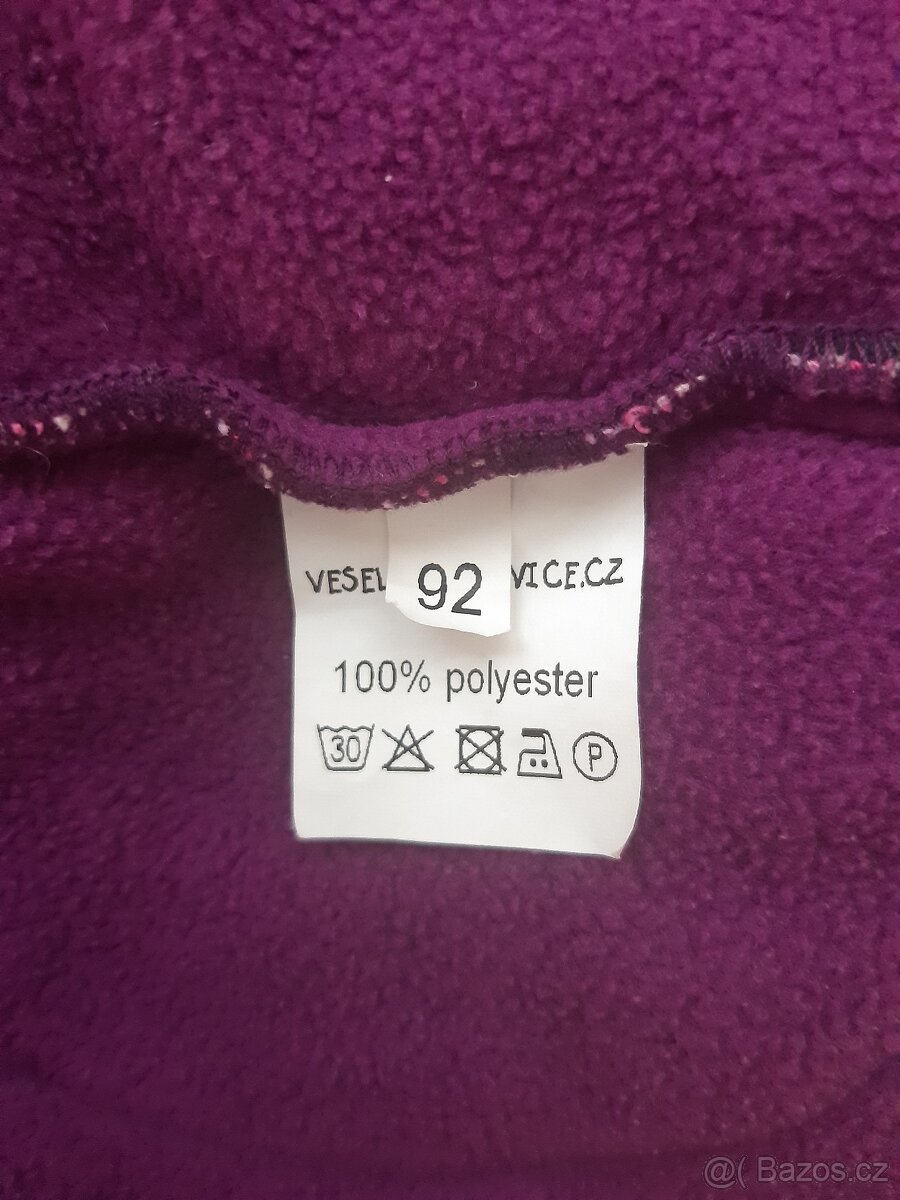 VESEL VICE.CZ
92
100% polyester
30 P
@( Bazos.cz